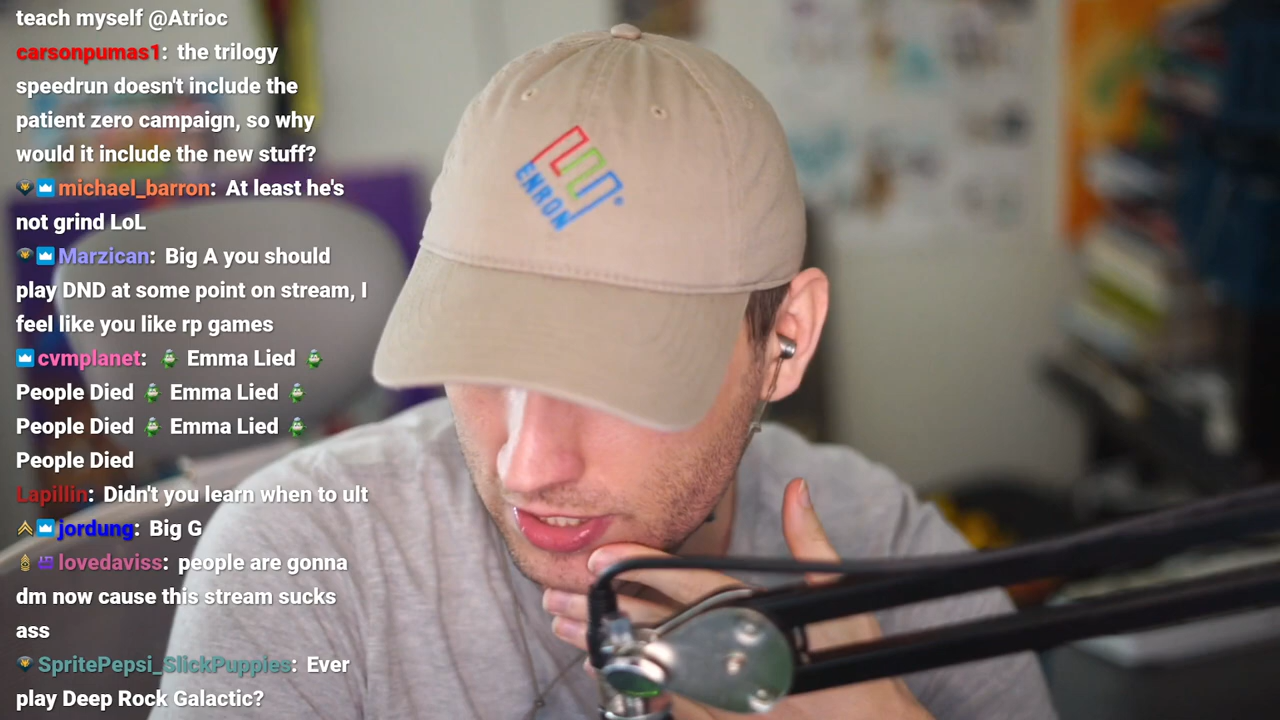 teach myself @Atrioc
carsonpumas1: the trilogy
speedrun doesn't include the
patient zero campaign, so why
would it include the new stuff?
michael_barron: At least he's
not grind LoL
Marzican: Big A you should
play DND at some point on stream, I
feel like you like rp games
cvmplanet: Emma Lied
People Died Emma Lied
People Died Emma Lied
People Died
Lapillin: Didn't you learn when to ult
jordung: Big G
lovedaviss: people are gonna
dm now cause this stream sucks
ass
SpritePepsi_SlickPuppies: Ever
play Deep Rock Galactic?
ENRON